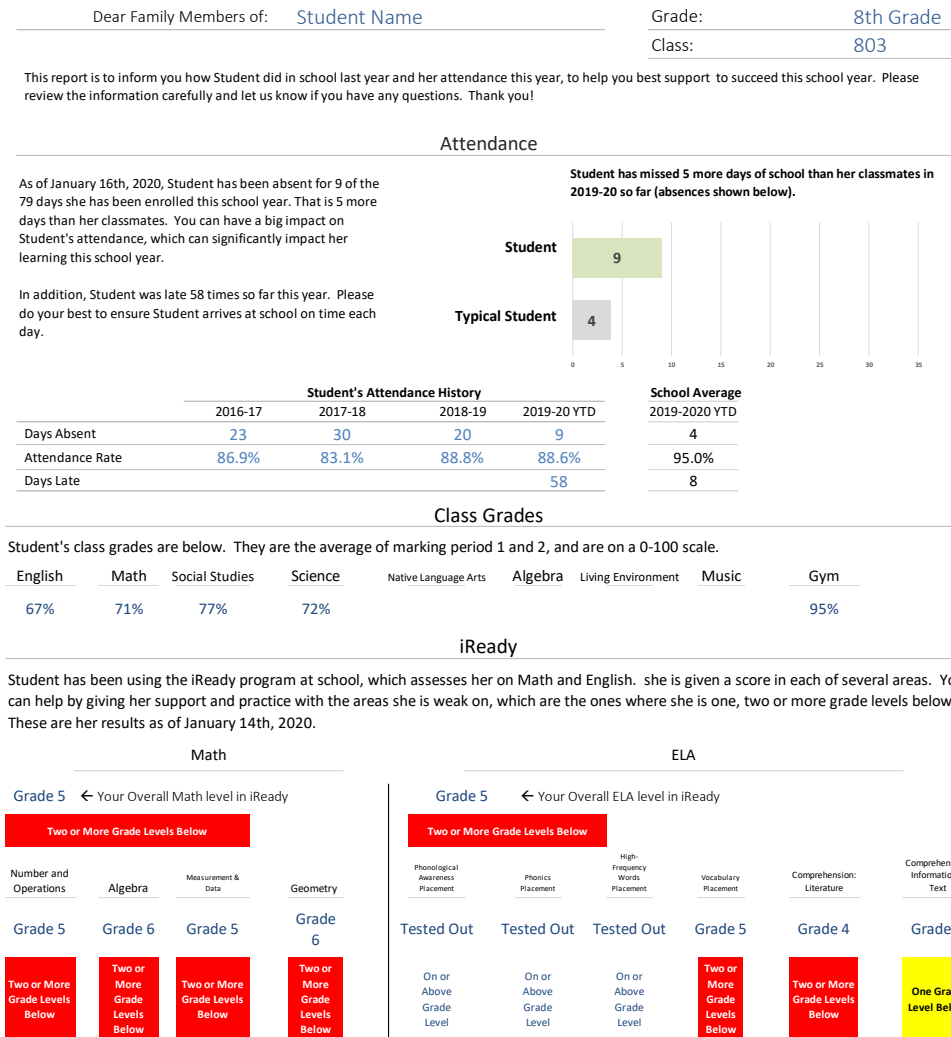 Dear Family Members of: Student Name Grade: 8th Grade
Class: 803
This report is to inform you how Student did in school last year and her attendance this year, to help you best support to succeed this school year. Please
review the information carefully and let us know if you have any questions. Thank you!
Attendance
As of January 16th, 2020, Student has been absent for 9 of the
79 days she has been enrolled this school year. That is 5 more
days than her classmates. You can have a big impact on
Student's attendance, which can significantly impact her
learning this school year.
In addition, Student was late 58 times so far this year. Please
do your best to ensure Student arrives at school on time each
day.
Student has missed 5 more days of school than her classmates in
2019-20 so far (absences shown below).
Student 9
Typical Student 4
0 5 10 15 20 25 30 35
Student's Attendance History School Average
2016-17 2017-18 2018-19 2019-20 YTD 2019-2020 YTD
Days Absent 23 30 20 9 4
Attendance Rate 86.9% 83.1% 88.8% 88.6% 95.0%
Days Late 58 8
Class Grades
Student's class grades are below. They are the average of marking period 1 and 2, and are on a 0-100 scale.
English Math Social Studies Science Native Language Arts Algebra Living Environment Music Gym
67% 71% 77% 72% 95%
iReady
Student has been using the iReady program at school, which assesses her on Math and English. she is given a score in each of several areas. Yo
can help by giving her support and practice with the areas she is weak on, which are the ones where she is one, two or more grade levels below
These are her results as of January 14th, 2020.
Math ELA
Grade 5 ← Your Overall Math level in iReady Grade 5 ← Your Overall ELA level in iReady
Two or More Grade Levels Below Two or More Grade Levels Below
Number and
Operations
Algebra
Measurement &
Data
Geometry
Phonological
Awareness
Placement
Phonics
Placement
High-
Frequency
Words
Placement
Vocabulary
Placement
Comprehension:
Literature
Comprehen
Informatio
Text
Grade 5 Grade 6 Grade 5 Grade
6
Tested Out Tested Out Tested Out Grade 5 Grade 4 Grade
Two or More
Grade Levels
Below
Two or
More
Grade
Levels
Below
Two or More
Grade Levels
Below
Two or
More
Grade
Levels
Below
On or
Above
Grade
Level
On or
Above
Grade
Level
On or
Above
Grade
Level
Two or
More
Grade
Levels
Below
Two or More
Grade Levels
Below
One Gra
Level Bel